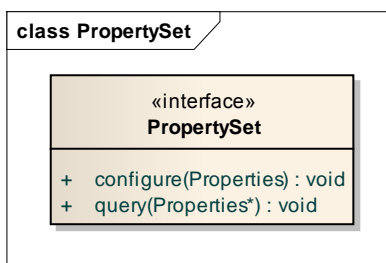 class PropertySet
«interface»
PropertySet
+ configure(Properties) : void
+ query(Properties*) : void